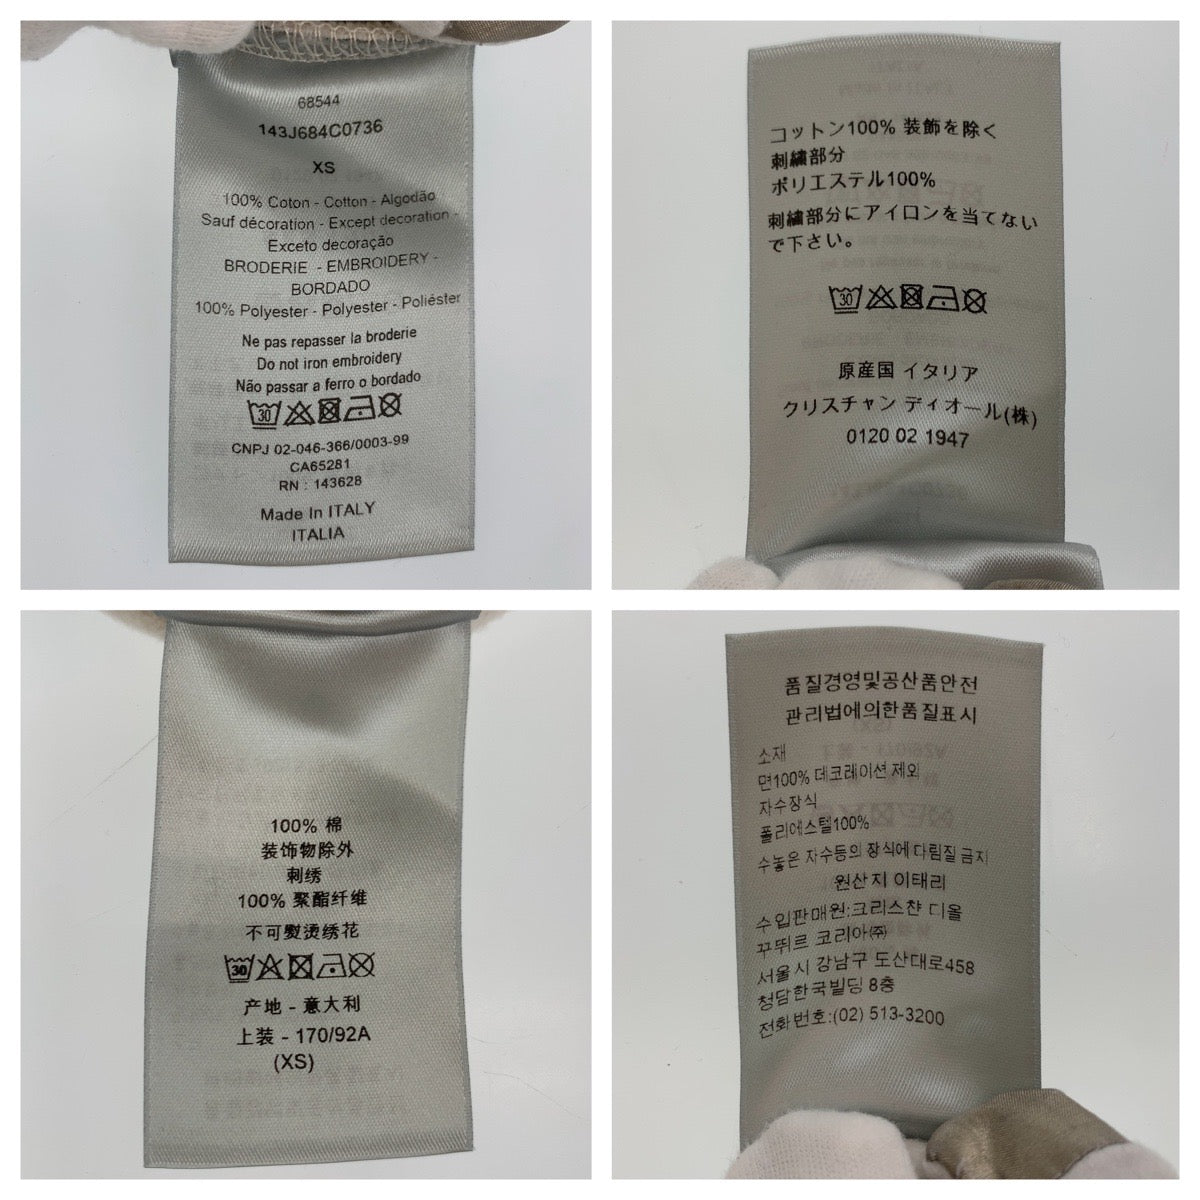 68544
143J684C0736
XS
100% Coton - Cotton - Algodão
Sauf décoration - Except decoration -
Exceto decoração
BRODERIE - EMBROIDERY -
BORDADO
100% Polyester - Polyester - Poliéster
Ne pas repasser la broderie
Do not iron embroidery
Não passar a ferro o bordado
30
CNPJ 02-046-366/0003-99
CA65281
RN : 143628
Made In ITALY
ITALIA
コットン100% 装飾を除く
刺繍部分
ポリエステル100%
刺繍部分にアイロンを当てない
で下さい。
30
原産国 イタリア
クリスチャン ディオール(株)
0120 02 1947
100% 棉
装饰物除外
刺绣
100% 聚酯纤维
不可熨烫绣花
30
产地 - 意大利
上装 - 170/92A
(XS)
품질경영및공산품안전
관리법에의한품질표시
소재
면100% 데코레이션 제외
자수장식
폴리에스텔100%
수놓은 자수등의 장식에 다림질 금지
원산지 이태리
수입판매원:크리스챤 디올
꾸뛰르 코리아㈜
서울시 강남구 도산대로458
청담한국빌딩 8층
전화번호:(02) 513-3200